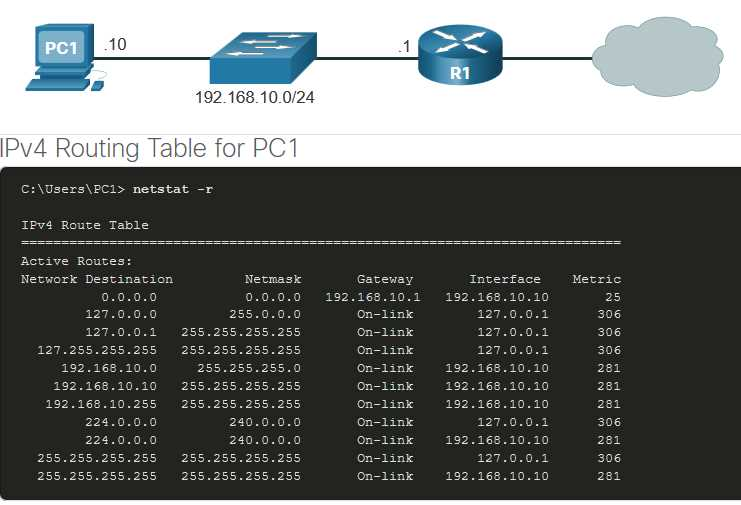 PC1 .10 .1 R1
192.168.10.0/24
IPv4 Routing Table for PC1
C:\Users\PC1> netstat -r
IPv4 Route Table
===========================================================================
Active Routes:
Network Destination Netmask Gateway Interface Metric
0.0.0.0 0.0.0.0 192.168.10.1 192.168.10.10 25
127.0.0.0 255.0.0.0 On-link 127.0.0.1 306
127.0.0.1 255.255.255.255 On-link 127.0.0.1 306
127.255.255.255 255.255.255.255 On-link 127.0.0.1 306
192.168.10.0 255.255.255.0 On-link 192.168.10.10 281
192.168.10.10 255.255.255.255 On-link 192.168.10.10 281
192.168.10.255 255.255.255.255 On-link 192.168.10.10 281
224.0.0.0 240.0.0.0 On-link 127.0.0.1 306
224.0.0.0 240.0.0.0 On-link 192.168.10.10 281
255.255.255.255 255.255.255.255 On-link 127.0.0.1 306
255.255.255.255 255.255.255.255 On-link 192.168.10.10 281